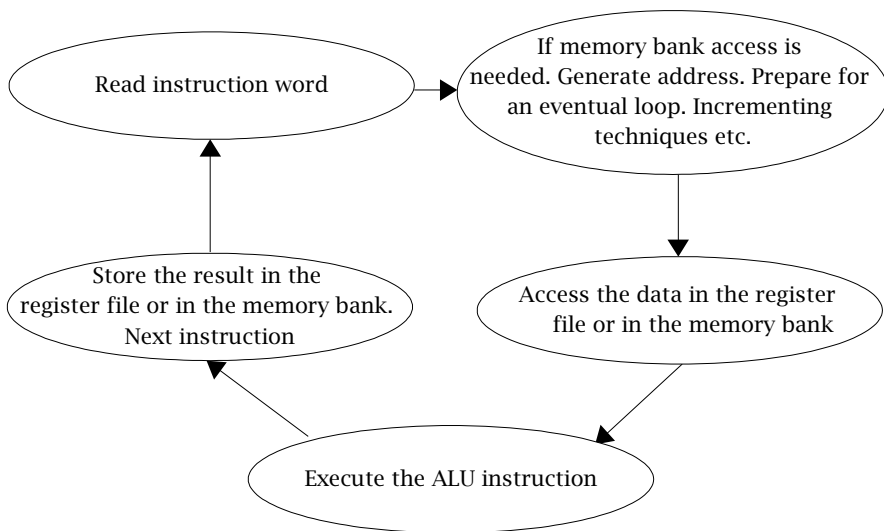 Read instruction word
If memory bank access is
needed. Generate address. Prepare for
an eventual loop. Incrementing
techniques etc.
Access the data in the register
file or in the memory bank
Execute the ALU instruction
Store the result in the
register file or in the memory bank.
Next instruction